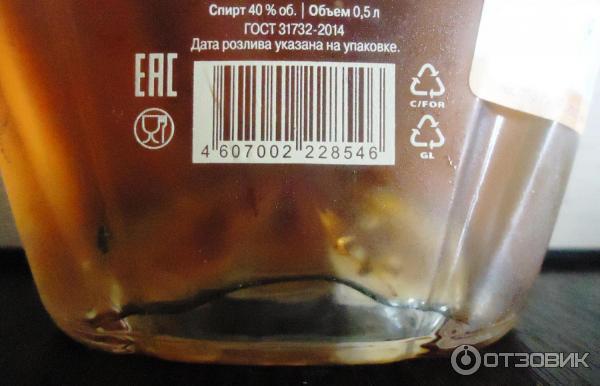 Спирт 40 % об. | Объем 0,5 л
ГОСТ 31732-2014
Дата розлива указана на упаковке.
EAC
C/FOR
GL
4 607002 228546
ОТЗОВИК